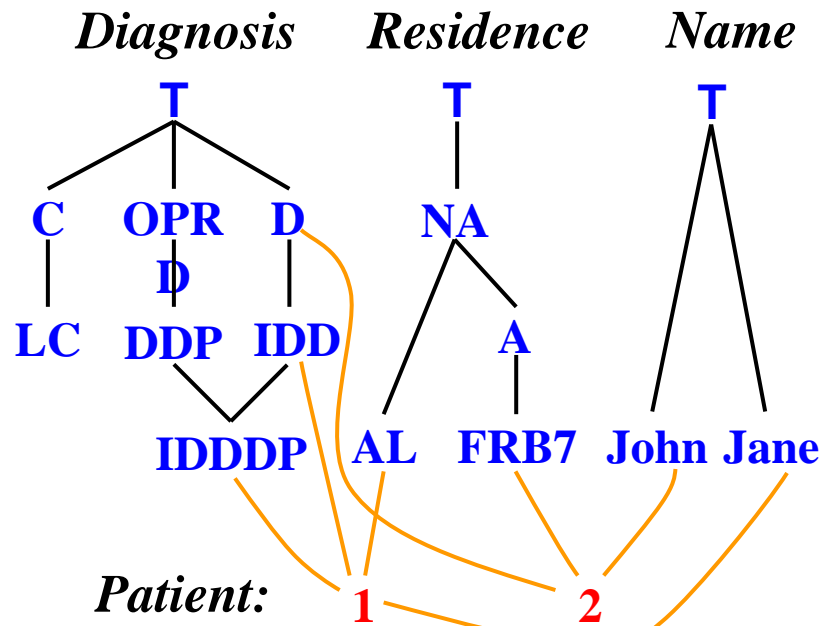 Diagnosis Residence Name
T T T
C OPR D NA
D
LC DDP IDD A
IDDDP AL FRB7 John Jane
Patient: 1 2